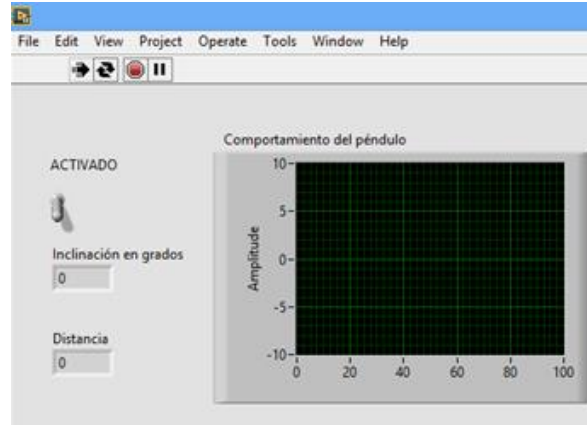 File Edit View Project Operate Tools Window Help
Comportamiento del péndulo
ACTIVADO
Inclinación en grados
0
Distancia
0
Amplitude
10
5
0
-5
-10
0 20 40 60 80 100